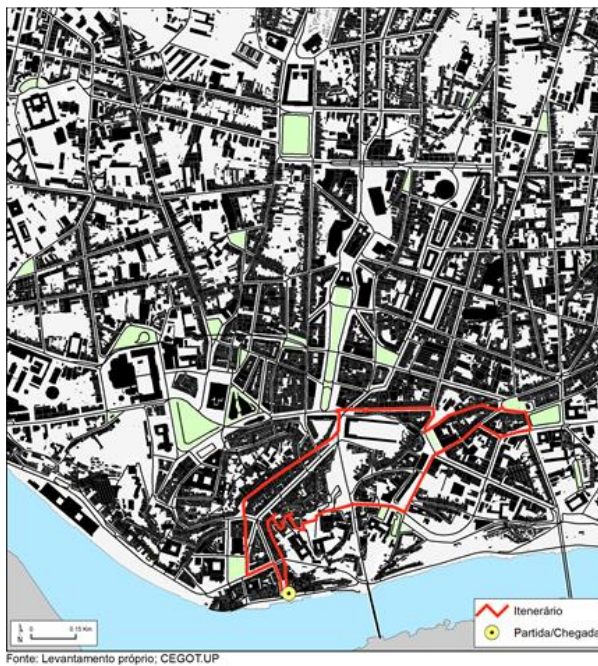 N
0 0.15 Km
Itenerário
Partida/Chegada
Fonte: Levantamento próprio; CEGOT.UP